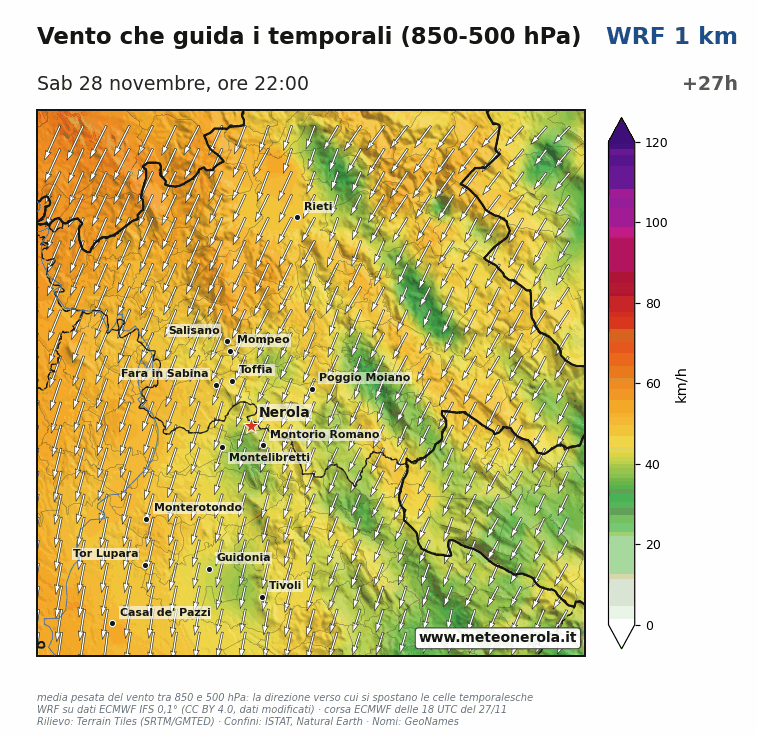 Vento che guida i temporali (850-500 hPa) WRF 1 km
Sab 28 novembre, ore 22:00 +27h
Rieti
Salisano
Mompeo
Fara in Sabina
Toffia
Poggio Moiano
Nerola
Montorio Romano
Montelibretti
Monterotondo
Tor Lupara
Guidonia
Tivoli
Casal de' Pazzi
www.meteonerola.it
120
100
80
60
40
20
0
km/h
media pesata del vento tra 850 e 500 hPa: la direzione verso cui si spostano le celle temporalesche
WRF su dati ECMWF IFS 0,1° (CC BY 4.0, dati modificati) · corsa ECMWF delle 18 UTC del 27/11
Rilievo: Terrain Tiles (SRTM/GMTED) · Confini: ISTAT, Natural Earth · Nomi: GeoNames